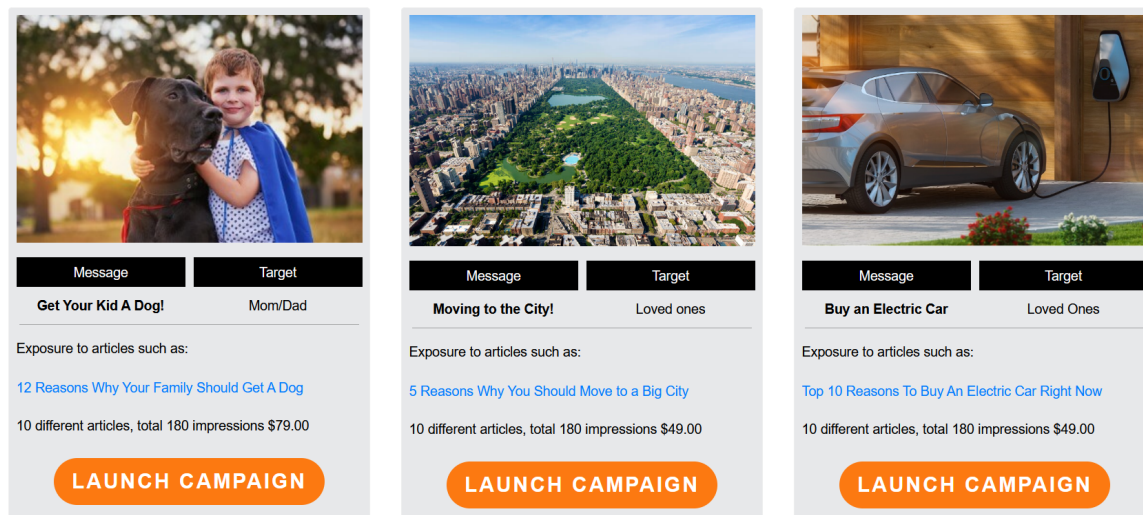 Message
Target
Get Your Kid A Dog!
Mom/Dad
Exposure to articles such as:
12 Reasons Why Your Family Should Get A Dog
10 different articles, total 180 impressions $79.00
LAUNCH CAMPAIGN
Message
Target
Moving to the City!
Loved ones
Exposure to articles such as:
5 Reasons Why You Should Move to a Big City
10 different articles, total 180 impressions $49.00
LAUNCH CAMPAIGN
Message
Target
Buy an Electric Car
Loved Ones
Exposure to articles such as:
Top 10 Reasons To Buy An Electric Car Right Now
10 different articles, total 180 impressions $49.00
LAUNCH CAMPAIGN